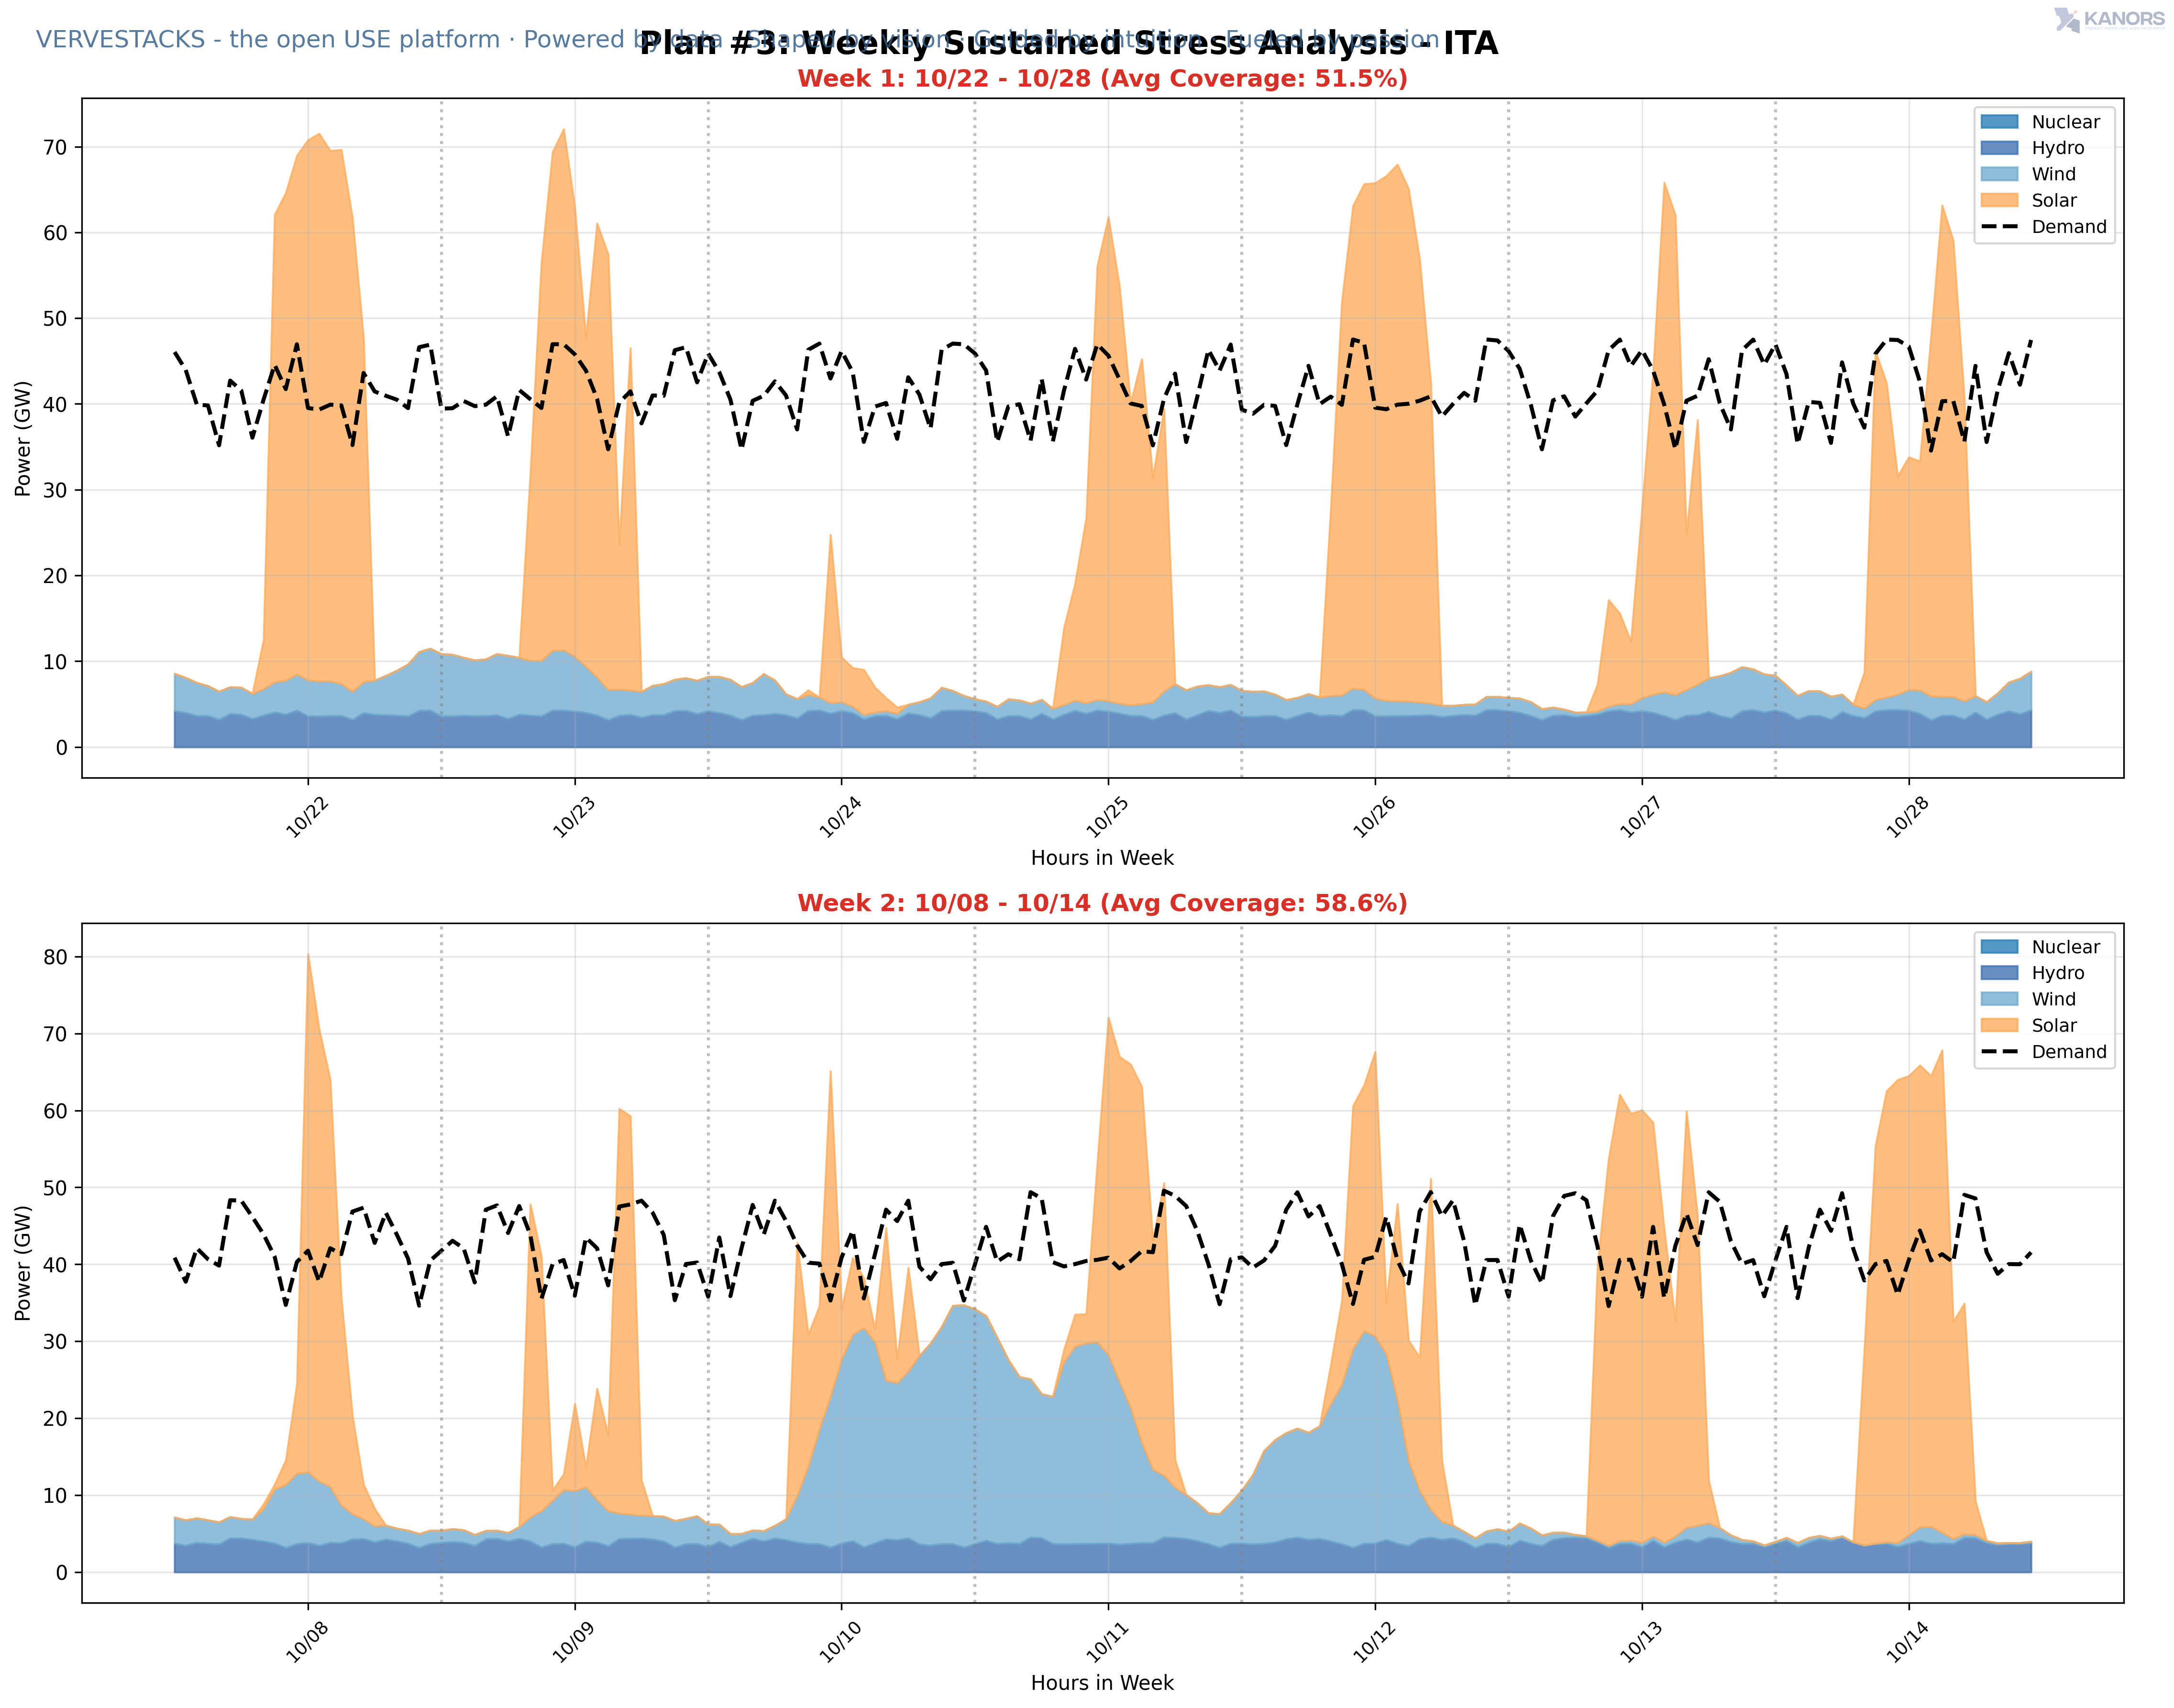 VERVESTACKS - the open USE platform · Powered by data · Shaped by vision · Guided by intuition · Fueled by passion
Plan #3: Weekly Sustained Stress Analysis - ITA
KANORS
Week 1: 10/22 - 10/28 (Avg Coverage: 51.5%)
Power (GW)
70
60
50
40
30
20
10
0
Nuclear
Hydro
Wind
Solar
Demand
10/22
10/23
10/24
10/25
10/26
10/27
10/28
Hours in Week
Week 2: 10/08 - 10/14 (Avg Coverage: 58.6%)
Power (GW)
80
70
60
50
40
30
20
10
0
Nuclear
Hydro
Wind
Solar
Demand
10/08
10/09
10/10
10/11
10/12
10/13
10/14
Hours in Week